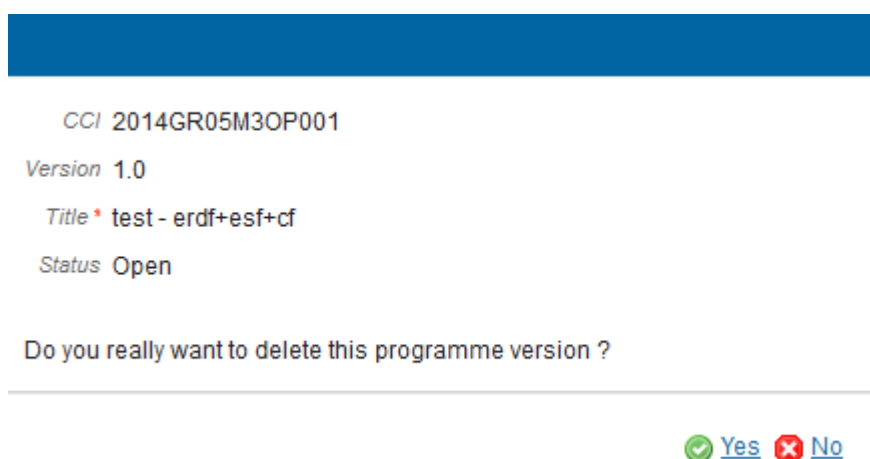 CCI 2014GR05M3OP001
Version 1.0
Title * test - erdf+esf+cf
Status Open
Do you really want to delete this programme version ?
Yes No